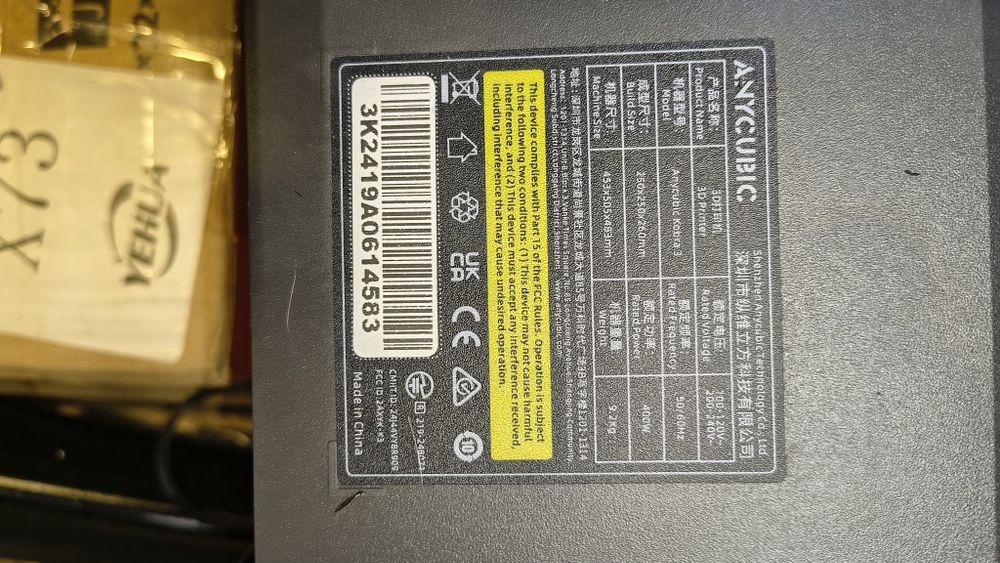 ANYCUBIC
Shenzhen Anycubic Technology Co., Ltd
深圳市纵维立方科技有限公司
产品名称: 3D打印机 额定电压
Product Name 3D Printer Rated Voltage 100-120V~ 200-240V~
机器型号: Anycubic Kobra 3 额定频率 50/60Hz
Model Rated Frequency
成型尺寸: 250x250x260mm 额定功率: 400W
Build Size Rated Power
机器尺寸: 453x505x483mm 机器重量 9.2kg
Machine Size Weight
This device complies with Part 15 of the FCC Rules. Operation is subject
to the following two conditions: (1) This device may not cause harmful
interference, and (2) This device must accept any interference received,
including interference that may cause undesired operation.
UK
CA
CE
10
3K2419A0614583
Made in China
X73
YEHUA